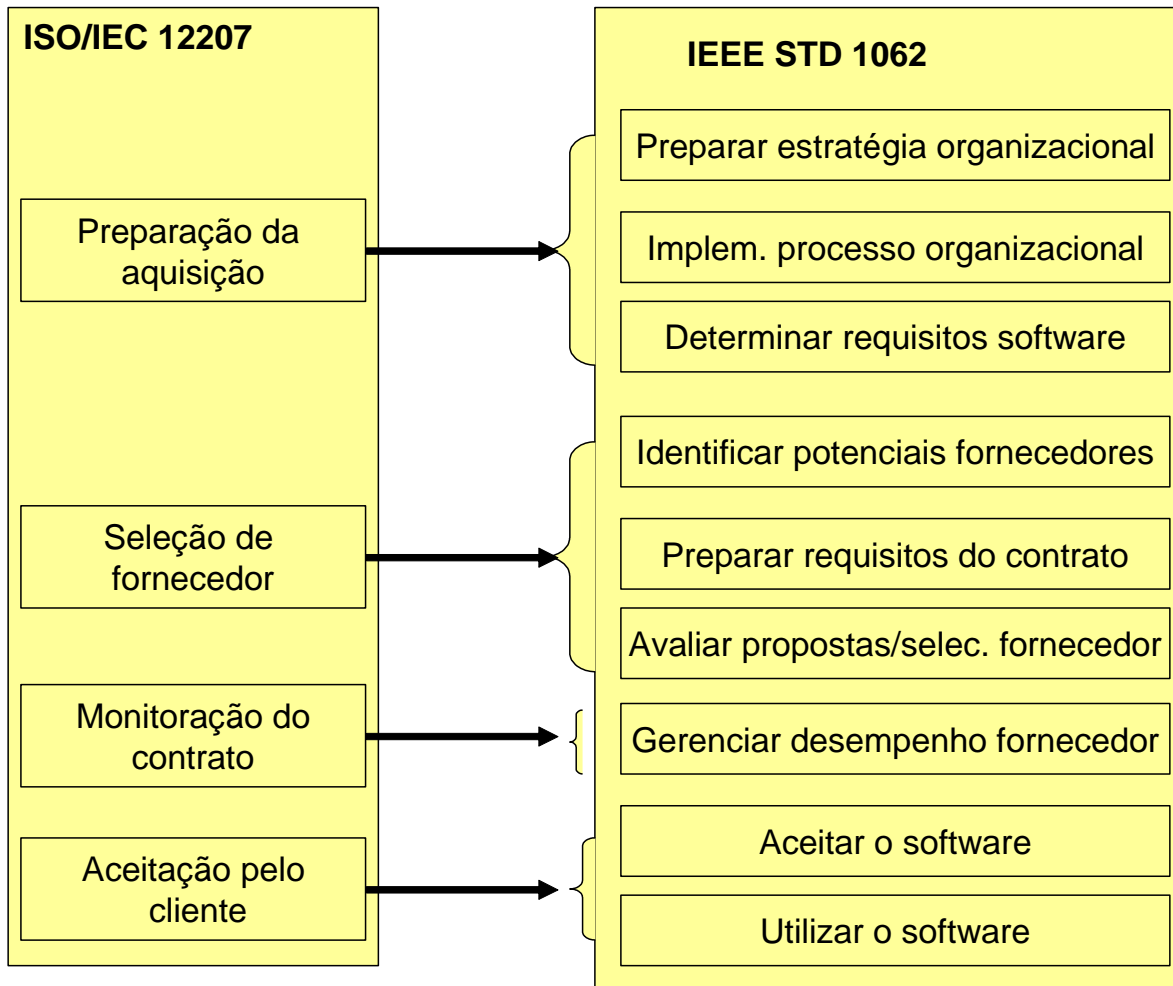 ISO/IEC 12207
Preparação da
aquisição
Seleção de
fornecedor
Monitoração do
contrato
Aceitação pelo
cliente
IEEE STD 1062
Preparar estratégia organizacional
Implem. processo organizacional
Determinar requisitos software
Identificar potenciais fornecedores
Preparar requisitos do contrato
Avaliar propostas/selec. fornecedor
Gerenciar desempenho fornecedor
Aceitar o software
Utilizar o software